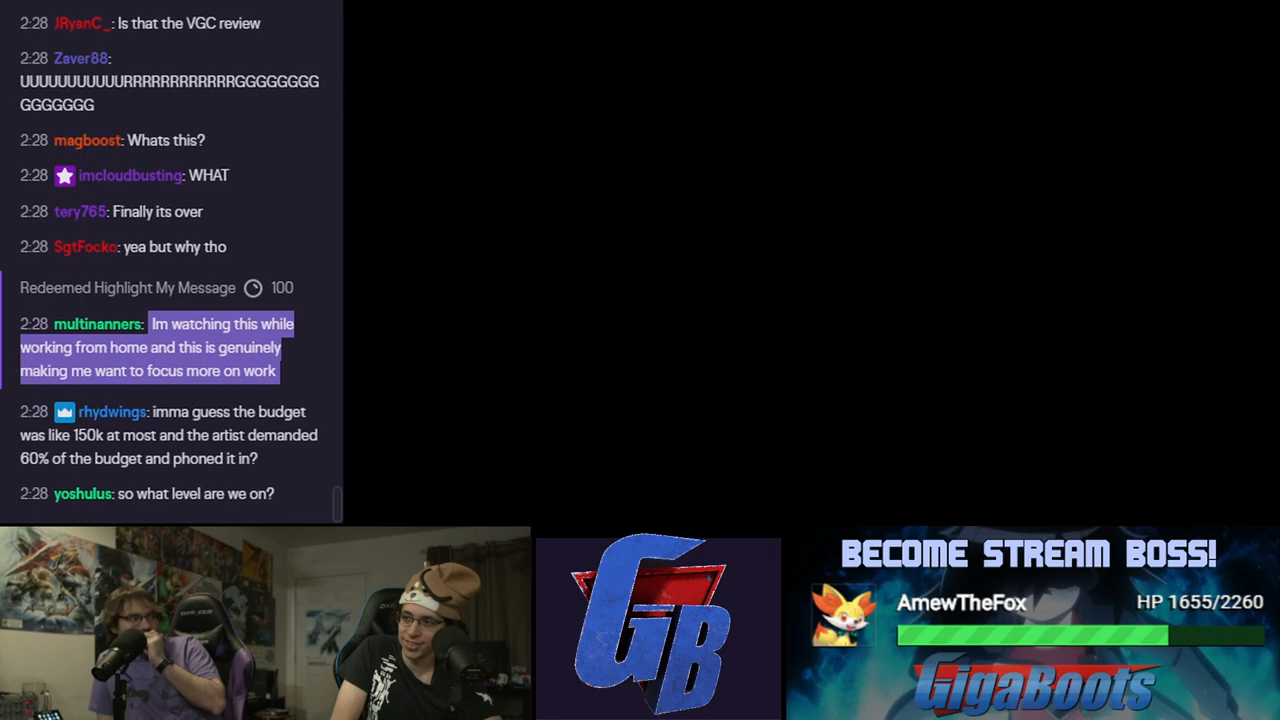 2:28 JRyanC_: Is that the VGC review
2:28 Zaver88:
UUUUUUUUUUURRRRRRRRRRRRGGGGGGGG
GGGGGGG
2:28 magboost: Whats this?
2:28 imcloudbusting: WHAT
2:28 tery765: Finally its over
2:28 SgtFocko: yea but why tho
Redeemed Highlight My Message 100
2:28 multinanners: Im watching this while
working from home and this is genuinely
making me want to focus more on work
2:28 rhydwings: imma guess the budget
was like 150k at most and the artist demanded
60% of the budget and phoned it in?
2:28 yoshulus: so what level are we on?
GB
BECOME STREAM BOSS!
AmewTheFox HP 1655/2260
GIGABOOTS